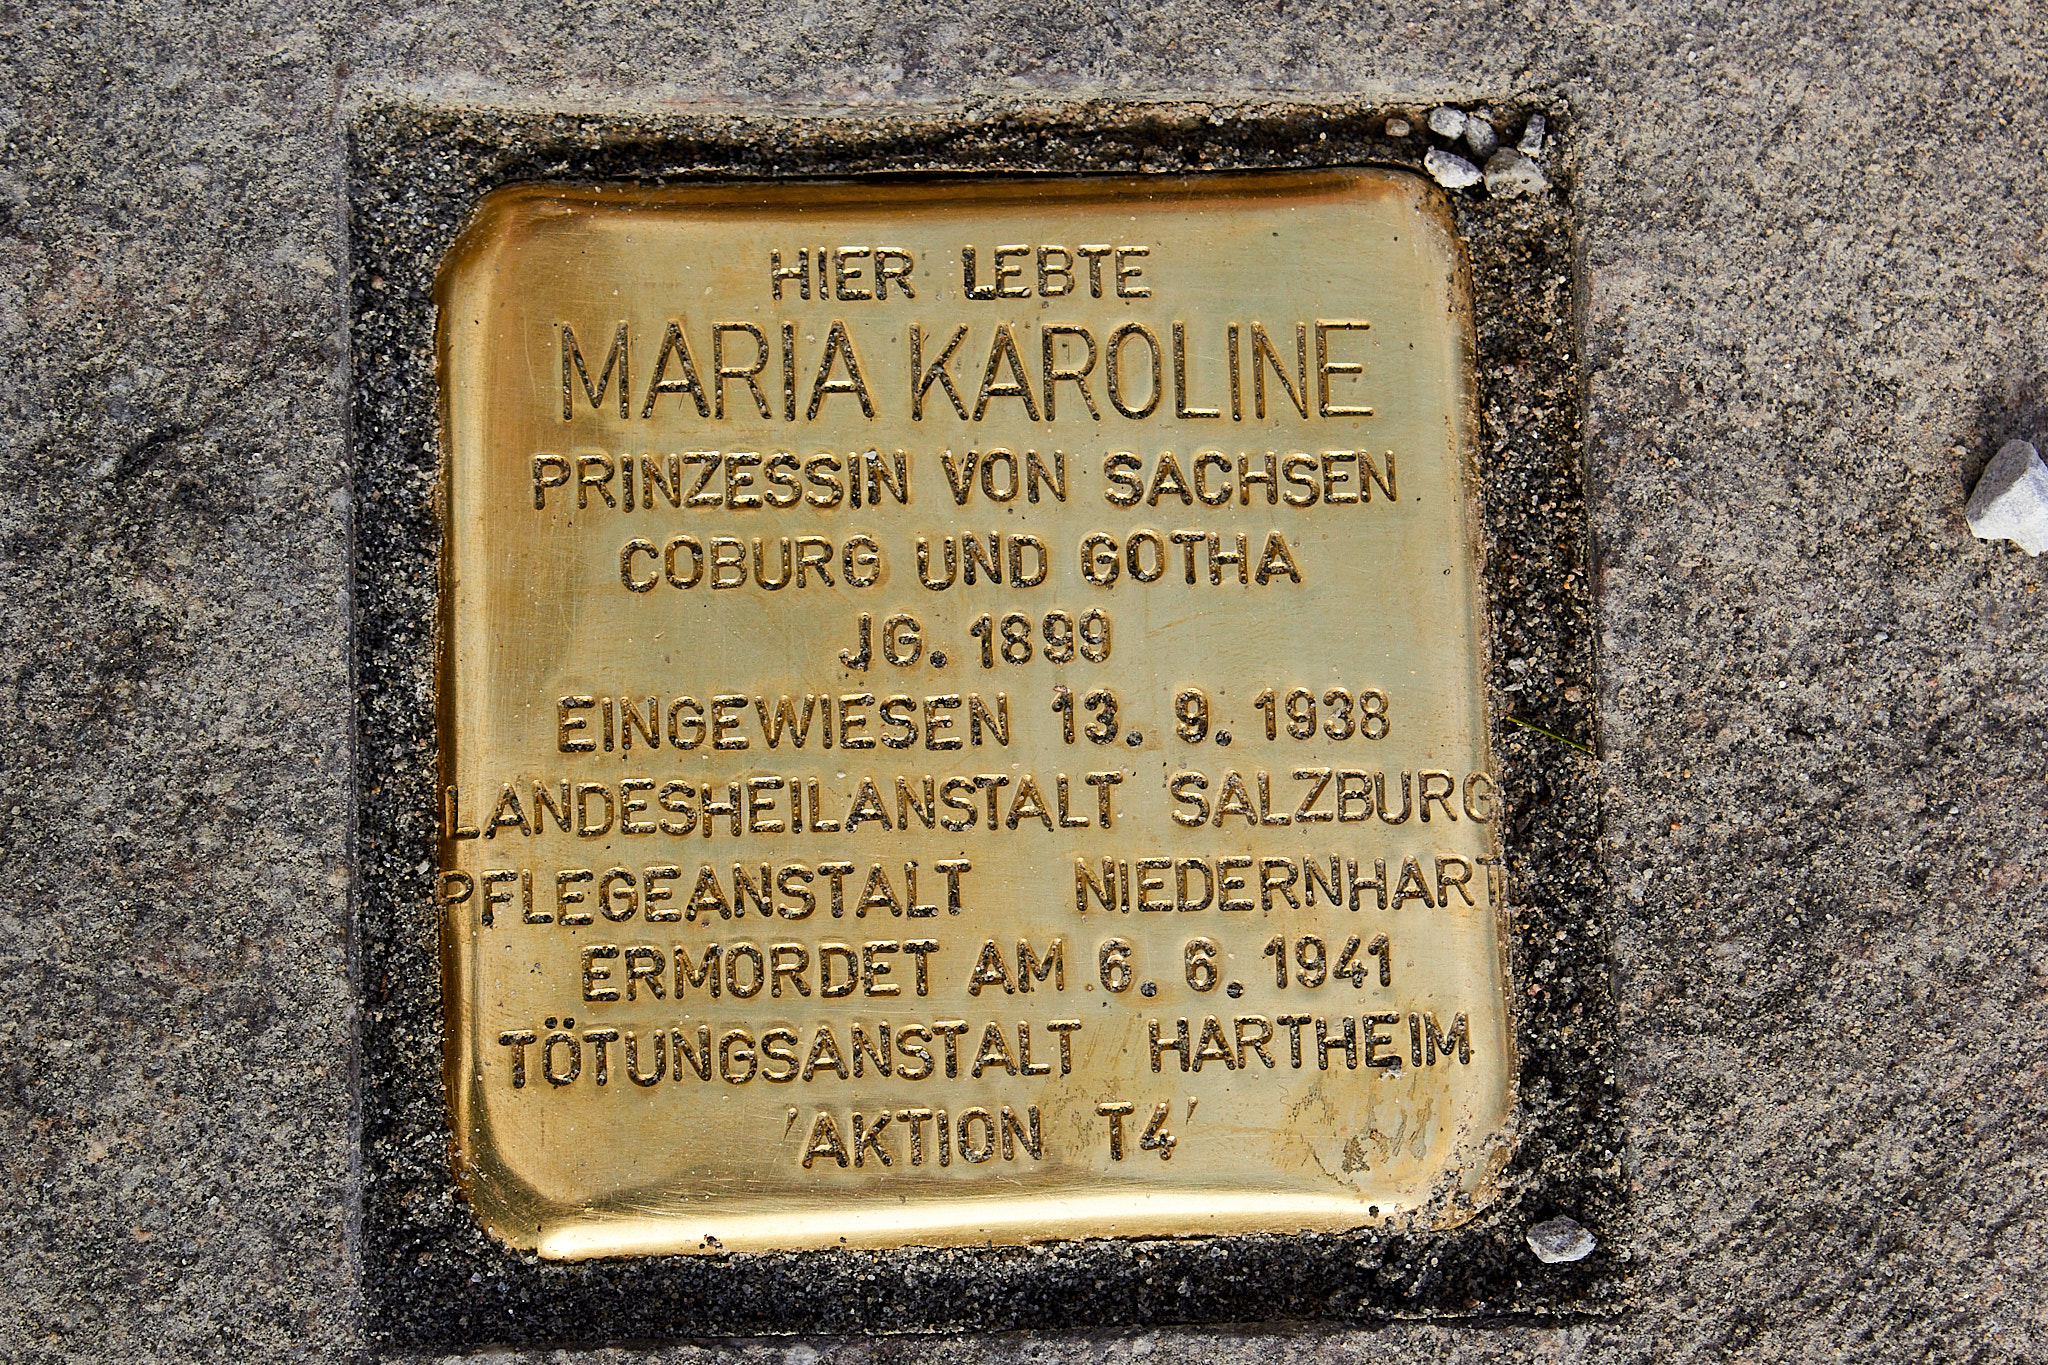 HIER LEBTE
MARIA KAROLINE
PRINZESSIN VON SACHSEN
COBURG UND GOTHA
JG. 1899
EINGEWIESEN 13. 9. 1938
LANDESHEILANSTALT SALZBURG
PFLEGEANSTALT NIEDERNHART
ERMORDET AM 6. 6. 1941
TÖTUNGSANSTALT HARTHEIM
'AKTION T4'